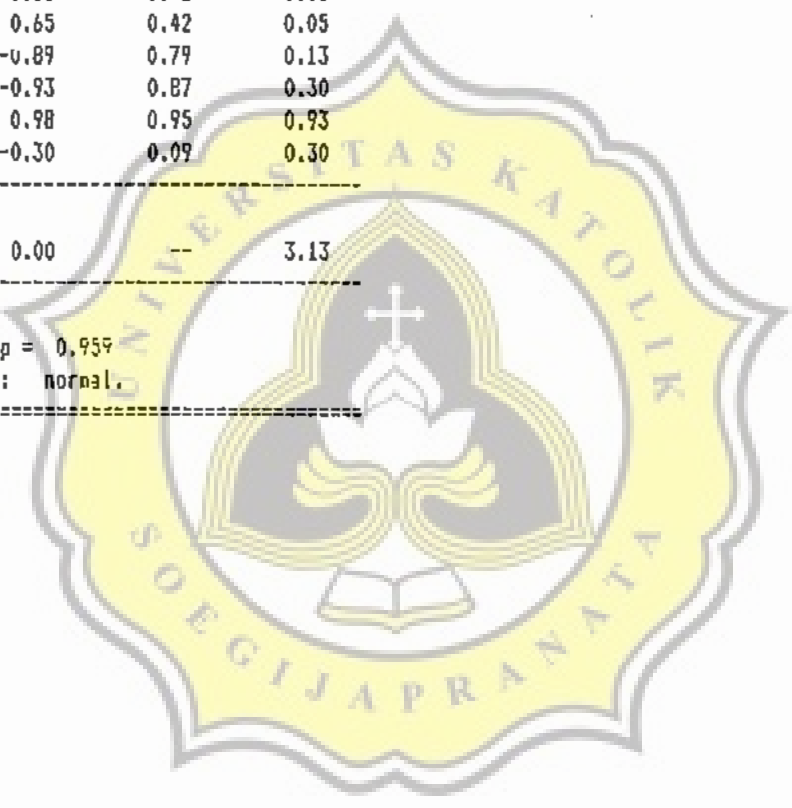 0.65 0.42 0.05
-0.89 0.79 0.13
-0.93 0.87 0.30
0.98 0.95 0.93
-0.30 0.09 0.30
0.00 -- 3.13
p = 0.959
: normal.
UNIVERSITAS KATOLIK
SOEGIJAPRANATA